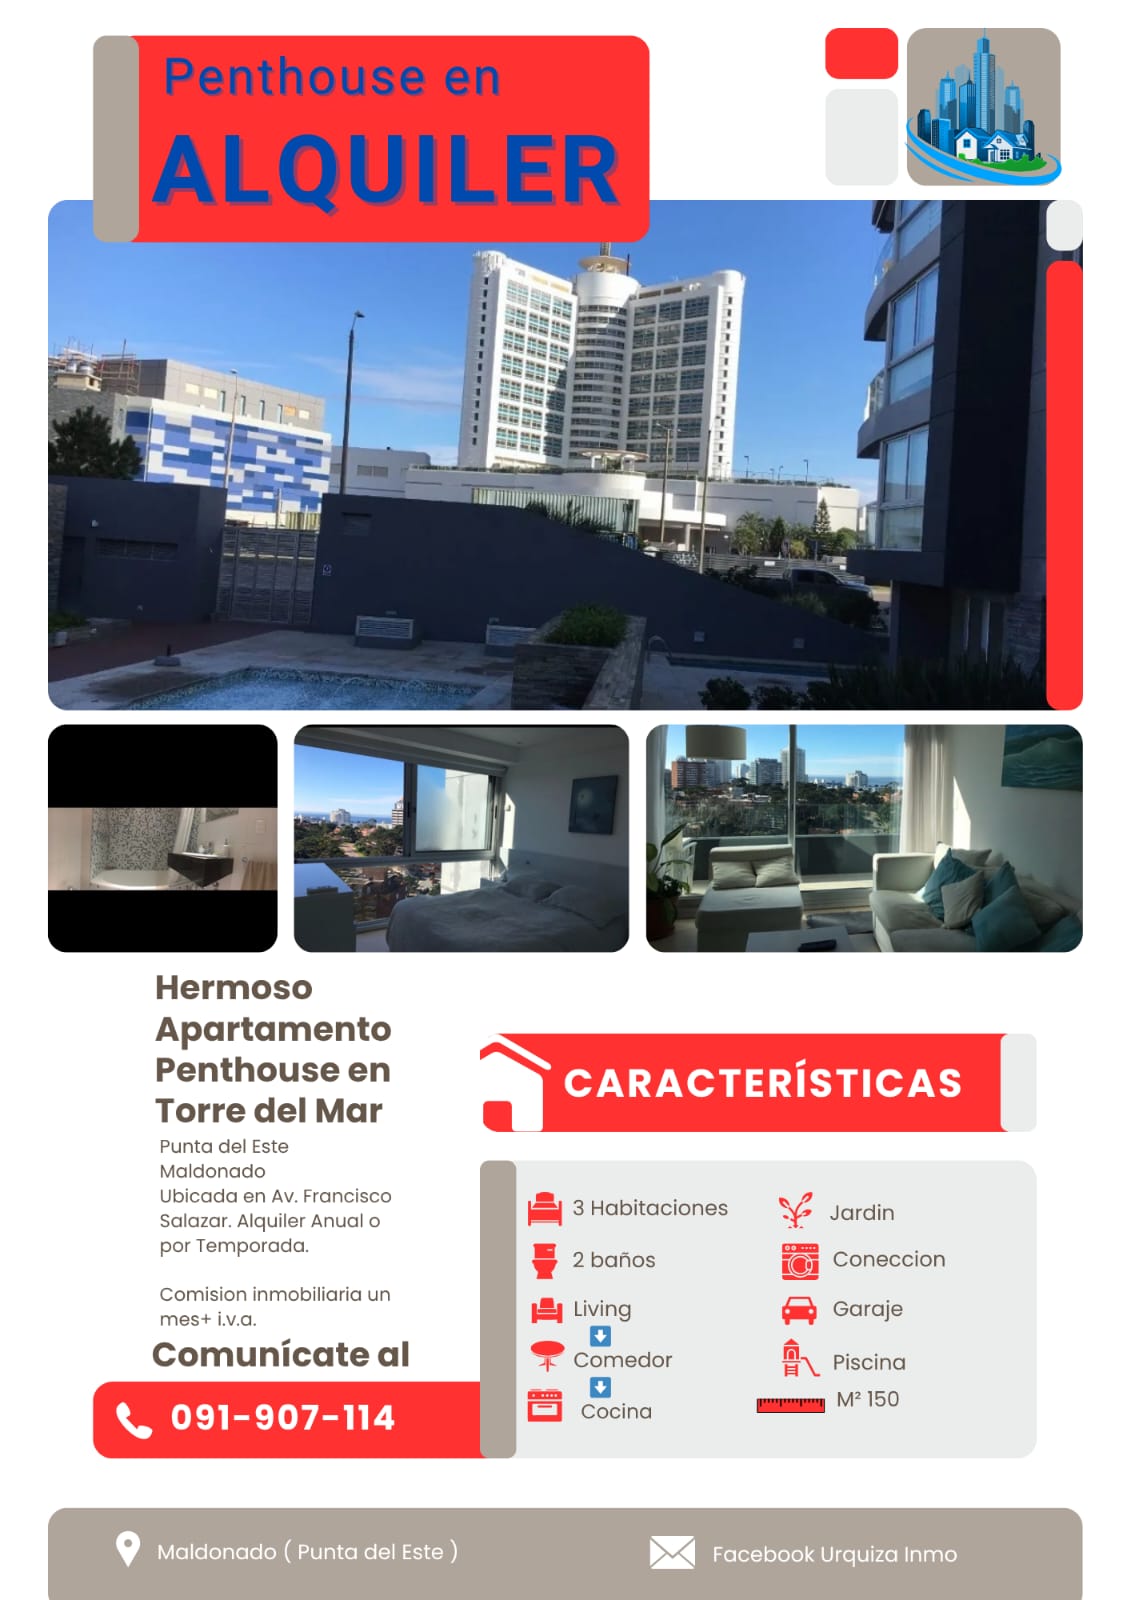 Penthouse en
ALQUILER
Hermoso
Apartamento
Penthouse en
Torre del Mar
Punta del Este
Maldonado
Ubicada en Av. Francisco
Salazar. Alquiler Anual o
por Temporada.
Comision inmobiliaria un
mes+ i.v.a.
Comunícate al
091-907-114
CARACTERÍSTICAS
3 Habitaciones
2 baños
Living
Comedor
Cocina
Jardin
Coneccion
Garaje
Piscina
M² 150
Maldonado ( Punta del Este )
Facebook Urquiza Inmo